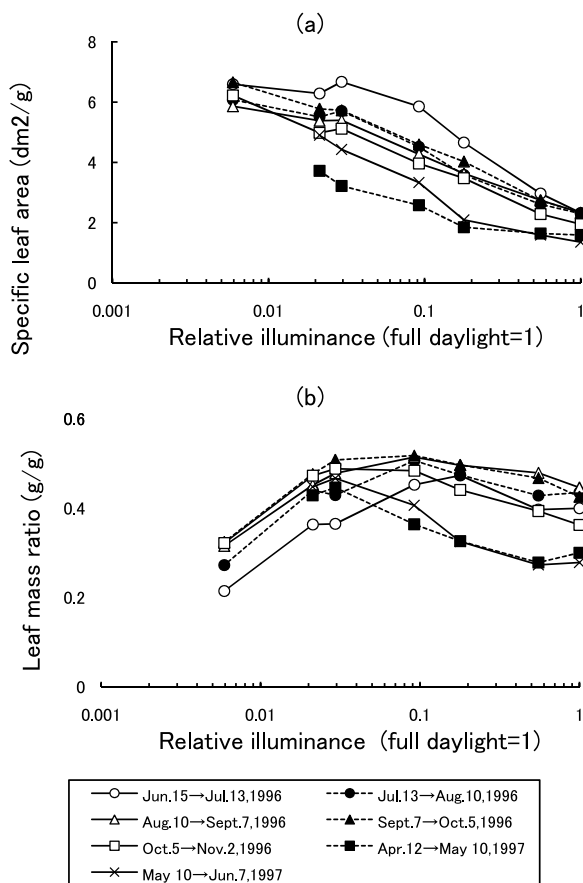 (a)
8
6
4
2
0
Specific leaf area (dm2/g)
0.001
0.01
0.1
1
Relative illuminance (full daylight=1)
(b)
0.6
0.4
0.2
0
Leaf mass ratio (g/g)
0.001
0.01
0.1
1
Relative illuminance (full daylight=1)
Jun.15→Jul.13,1996
Jul.13→Aug.10,1996
Aug.10→Sept.7,1996
Sept.7→Oct.5,1996
Oct.5→Nov.2,1996
Apr.12→May 10,1997
May 10→Jun.7,1997